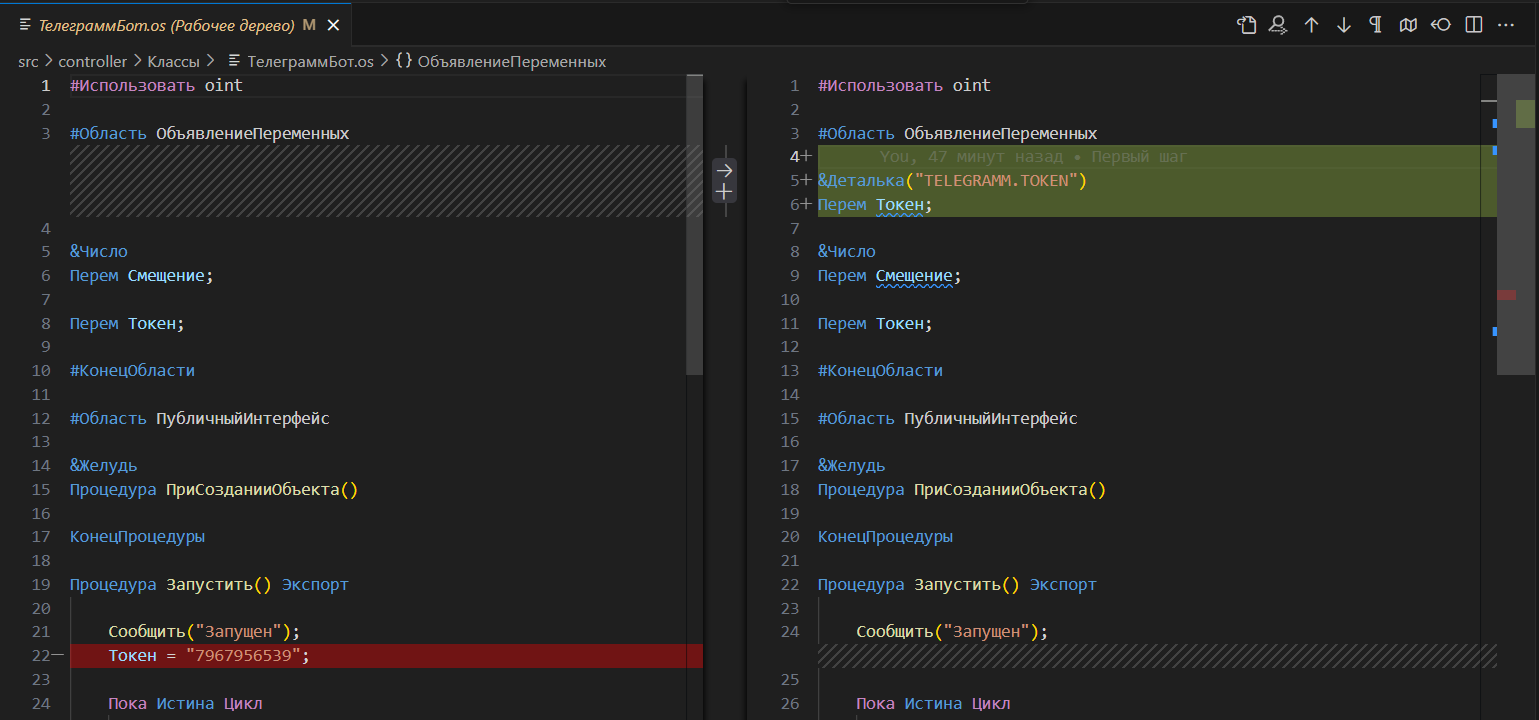 ТелеграммБот.os (Рабочее дерево) M
src > controller > Классы > ТелеграммБот.os > {} ОбъявлениеПеременных
1 #Использовать oint
2
3 #Область ОбъявлениеПеременных
4
5 &Число
6 Перем Смещение;
7
8 Перем Токен;
9
10 #КонецОбласти
11
12 #Область ПубличныйИнтерфейс
13
14 &Желудь
15 Процедура ПриСозданииОбъекта()
16
17 КонецПроцедуры
18
19 Процедура Запустить() Экспорт
20
21 Сообщить("Запущен");
22— Токен = "7967956539";
23
24 Пока Истина Цикл
1 #Использовать oint
2
3 #Область ОбъявлениеПеременных
4+ You, 47 минут назад • Первый шаг
5+ &Деталька("TELEGRAMM.TOKEN")
6+ Перем Токен;
7
8 &Число
9 Перем Смещение;
10
11 Перем Токен;
12
13 #КонецОбласти
14
15 #Область ПубличныйИнтерфейс
16
17 &Желудь
18 Процедура ПриСозданииОбъекта()
19
20 КонецПроцедуры
21
22 Процедура Запустить() Экспорт
23
24 Сообщить("Запущен");
25
26 Пока Истина Цикл